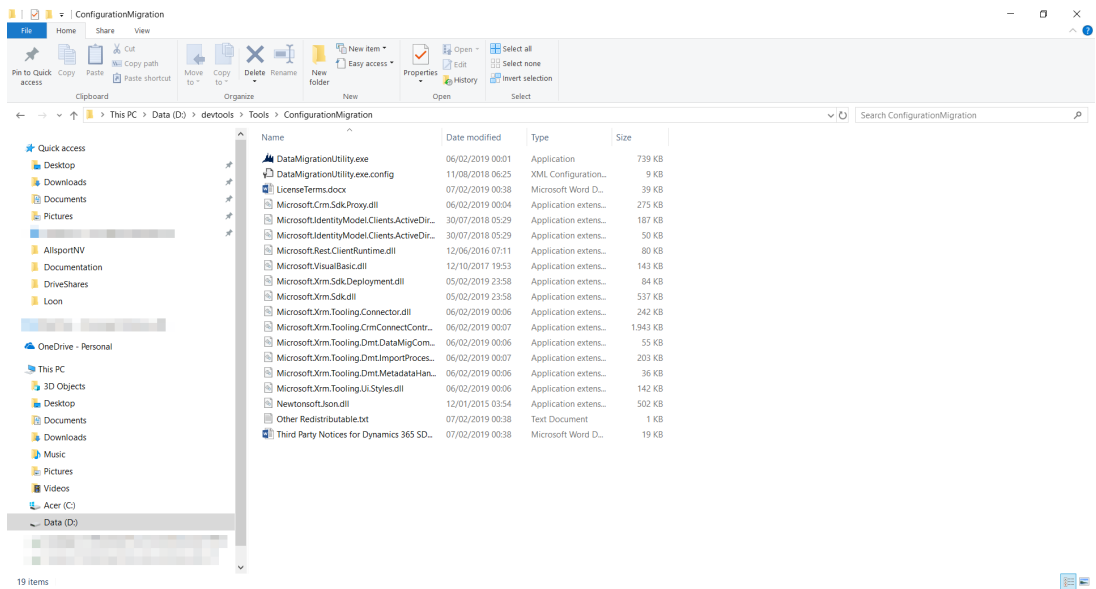 ConfigurationMigration
File Home Share View
Pin to Quick access
Copy
Paste
Cut
Copy path
Paste shortcut
Move to
Copy to
Delete
Rename
New folder
New item
Easy access
Properties
Open
Edit
History
Select all
Select none
Invert selection
Clipboard Organize New Open Select
This PC > Data (D:) > devtools > Tools > ConfigurationMigration
Search ConfigurationMigration
Quick access
Desktop
Downloads
Documents
Pictures
AllsportNV
Documentation
DriveShares
Loon
OneDrive - Personal
This PC
3D Objects
Desktop
Documents
Downloads
Music
Pictures
Videos
Acer (C:)
Data (D:)
Name Date modified Type Size
DataMigrationUtility.exe 06/02/2019 00:01 Application 739 KB
DataMigrationUtility.exe.config 11/08/2018 06:25 XML Configuration... 9 KB
LicenseTerms.docx 07/02/2019 00:38 Microsoft Word D... 39 KB
Microsoft.Crm.Sdk.Proxy.dll 06/02/2019 00:04 Application extens... 275 KB
Microsoft.IdentityModel.Clients.ActiveDir... 30/07/2018 05:29 Application extens... 187 KB
Microsoft.IdentityModel.Clients.ActiveDir... 30/07/2018 05:29 Application extens... 50 KB
Microsoft.Rest.ClientRuntime.dll 12/06/2016 07:11 Application extens... 80 KB
Microsoft.VisualBasic.dll 12/10/2017 19:53 Application extens... 143 KB
Microsoft.Xrm.Sdk.Deployment.dll 05/02/2019 23:58 Application extens... 84 KB
Microsoft.Xrm.Sdk.dll 05/02/2019 23:58 Application extens... 537 KB
Microsoft.Xrm.Tooling.Connector.dll 06/02/2019 00:06 Application extens... 242 KB
Microsoft.Xrm.Tooling.CrmConnectContr... 06/02/2019 00:07 Application extens... 1.943 KB
Microsoft.Xrm.Tooling.Dmt.DataMigCom... 06/02/2019 00:06 Application extens... 55 KB
Microsoft.Xrm.Tooling.Dmt.ImportProces... 06/02/2019 00:07 Application extens... 203 KB
Microsoft.Xrm.Tooling.Dmt.MetadataHan... 06/02/2019 00:06 Application extens... 36 KB
Microsoft.Xrm.Tooling.Ui.Styles.dll 06/02/2019 00:06 Application extens... 142 KB
Newtonsoft.Json.dll 12/01/2015 03:54 Application extens... 502 KB
Other Redistributable.txt 07/02/2019 00:38 Text Document 1 KB
Third Party Notices for Dynamics 365 SD... 07/02/2019 00:38 Microsoft Word D... 19 KB
19 items